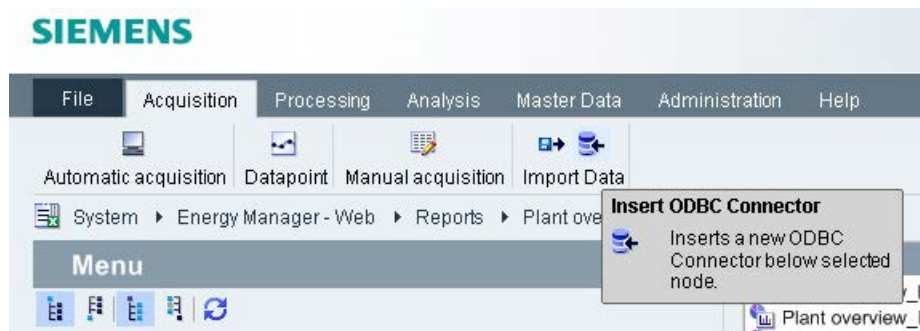 SIEMENS
File Acquisition Processing Analysis Master Data Administration Help
Automatic acquisition Datapoint Manual acquisition Import Data
System Energy Manager - Web Reports Plant ove
Insert ODBC Connector
Inserts a new ODBC
Connector below selected
node.
Menu
Plant overview_